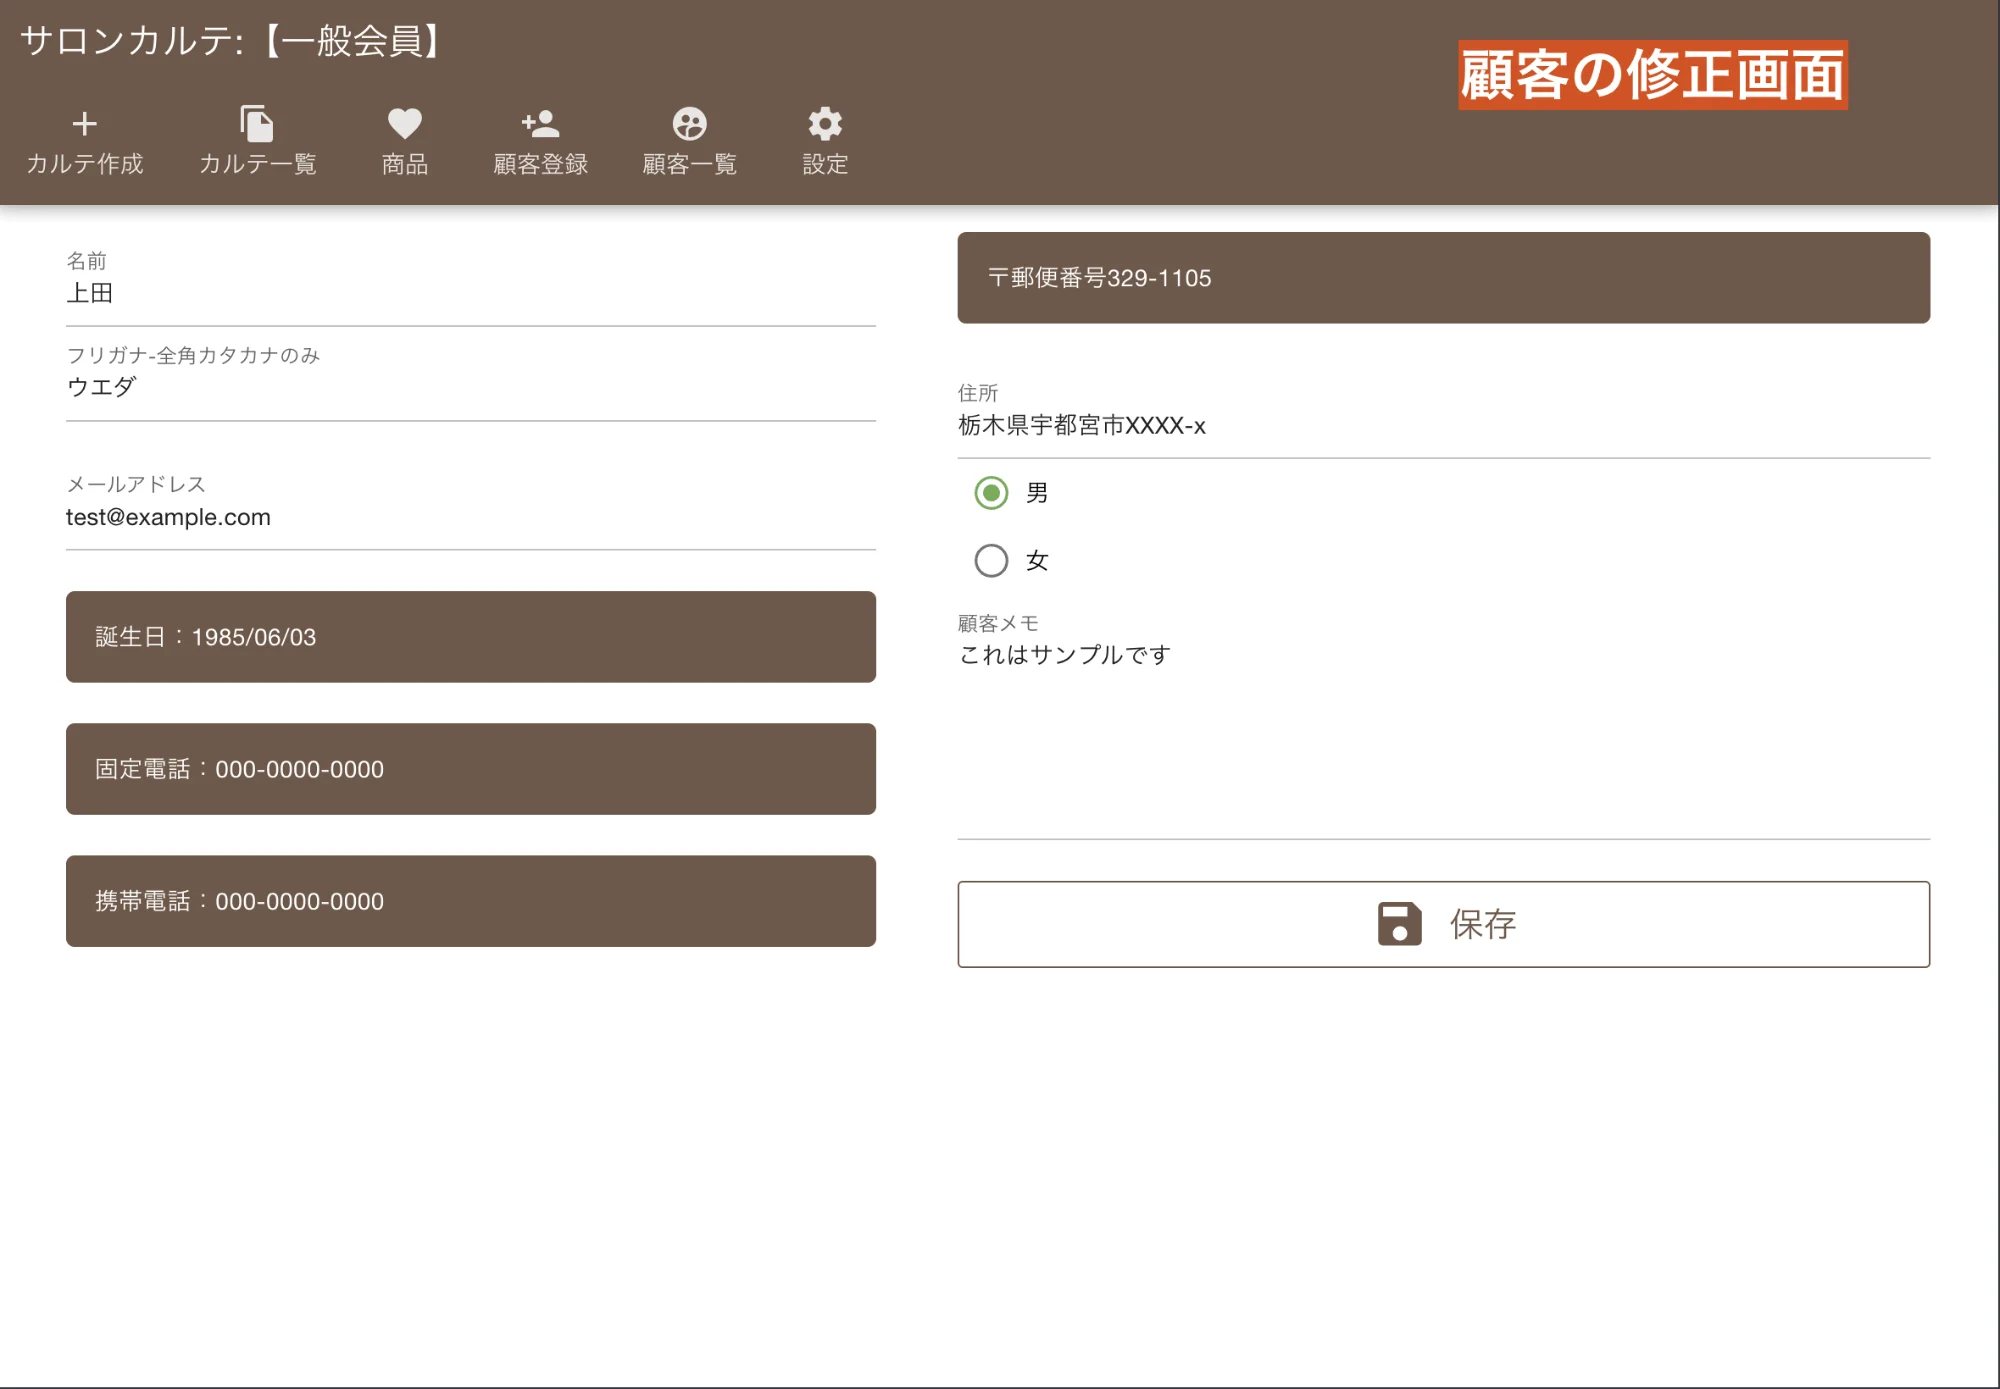 サロンカルテ:【一般会員】
顧客の修正画面
カルテ作成
カルテ一覧
商品
顧客登録
顧客一覧
設定
名前
上田
フリガナ-全角カタカナのみ
ウエダ
メールアドレス
test@example.com
誕生日：1985/06/03
固定電話：000-0000-0000
携帯電話：000-0000-0000
〒郵便番号329-1105
住所
栃木県宇都宮市XXXX-x
男
女
顧客メモ
これはサンプルです
保存